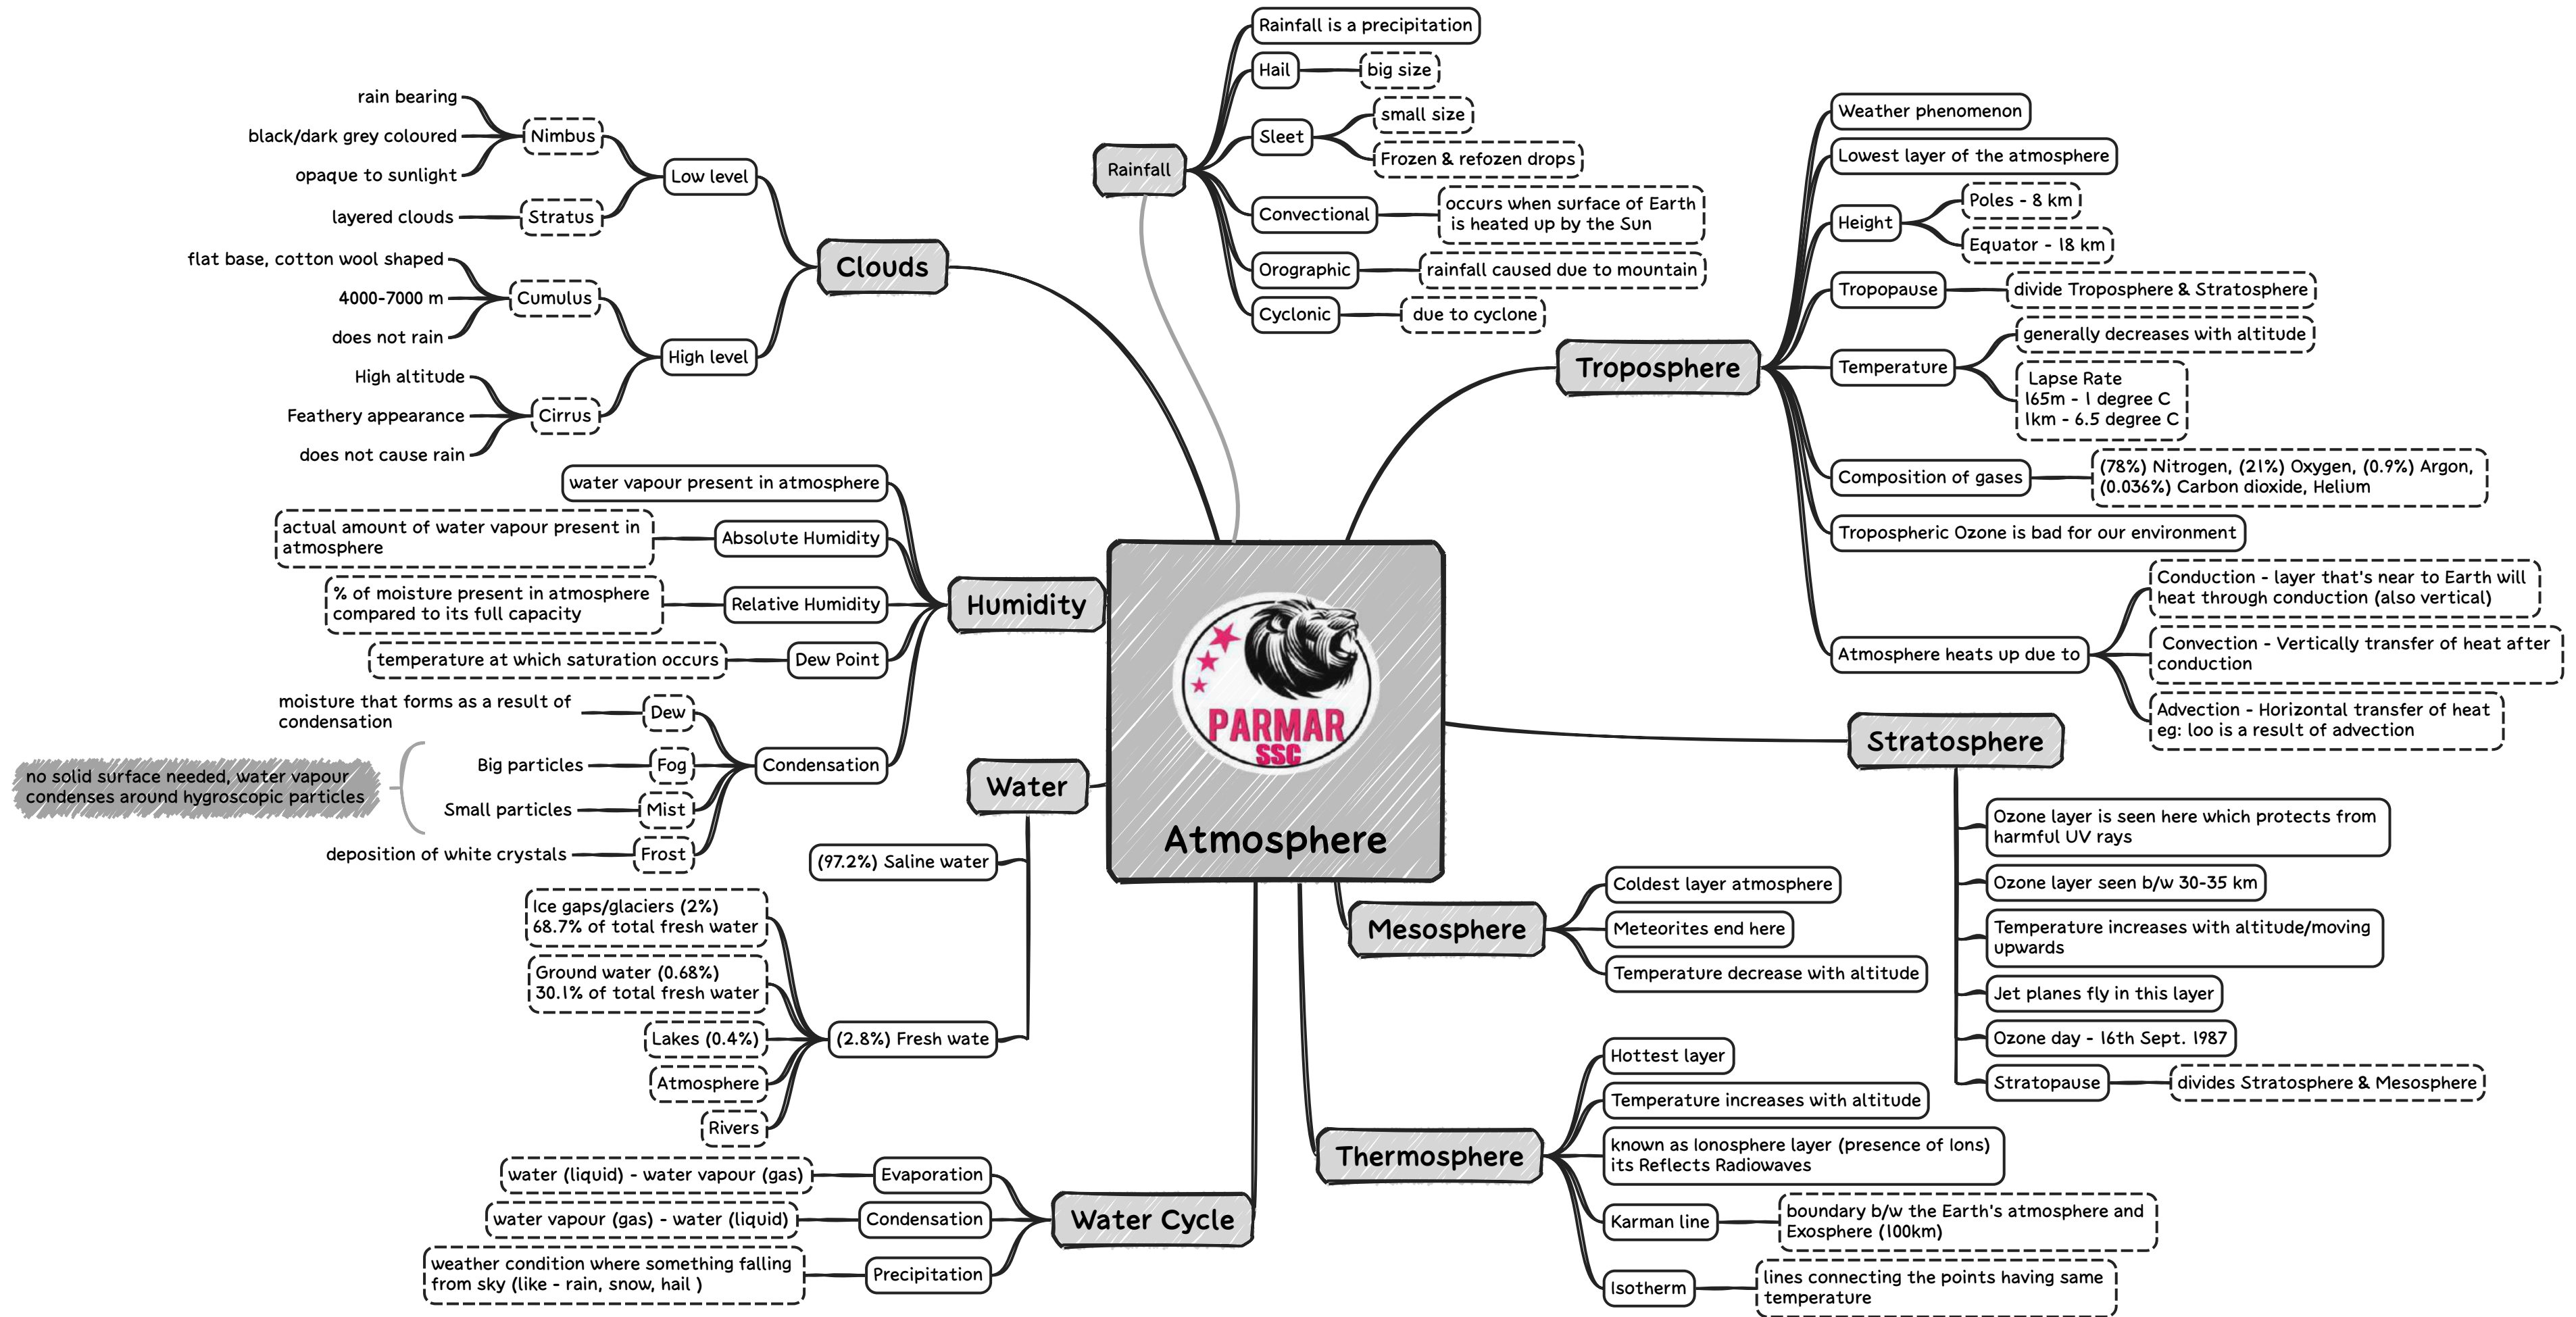 Atmosphere
PARMAR
SSC
Rainfall
Rainfall is a precipitation
Hail
big size
Sleet
small size
Frozen & refozen drops
Convectional
occurs when surface of Earth
is heated up by the Sun
Orographic
rainfall caused due to mountain
Cyclonic
due to cyclone
Troposphere
Weather phenomenon
Lowest layer of the atmosphere
Height
Poles - 8 km
Equator - 18 km
Tropopause
divide Troposphere & Stratosphere
Temperature
generally decreases with altitude
Lapse Rate
165m - 1 degree C
1km - 6.5 degree C
Composition of gases
(78%) Nitrogen, (21%) Oxygen, (0.9%) Argon,
(0.036%) Carbon dioxide, Helium
Tropospheric Ozone is bad for our environment
Atmosphere heats up due to
Conduction - layer that's near to Earth will
heat through conduction (also vertical)
Convection - Vertically transfer of heat after
conduction
Advection - Horizontal transfer of heat
eg: loo is a result of advection
Stratosphere
Ozone layer is seen here which protects from
harmful UV rays
Ozone layer seen b/w 30-35 km
Temperature increases with altitude/moving
upwards
Jet planes fly in this layer
Ozone day - 16th Sept. 1987
Stratopause
divides Stratosphere & Mesosphere
Mesosphere
Coldest layer atmosphere
Meteorites end here
Temperature decrease with altitude
Thermosphere
Hottest layer
Temperature increases with altitude
known as Ionosphere layer (presence of Ions)
its Reflects Radiowaves
Karman line
boundary b/w the Earth's atmosphere and
Exosphere (100km)
Isotherm
lines connecting the points having same
temperature
Clouds
Low level
Nimbus
rain bearing
black/dark grey coloured
opaque to sunlight
Stratus
layered clouds
High level
Cumulus
flat base, cotton wool shaped
4000-7000 m
does not rain
Cirrus
High altitude
Feathery appearance
does not cause rain
Humidity
water vapour present in atmosphere
Absolute Humidity
actual amount of water vapour present in
atmosphere
Relative Humidity
% of moisture present in atmosphere
compared to its full capacity
Dew Point
temperature at which saturation occurs
Condensation
Dew
moisture that forms as a result of
condensation
Fog
Big particles
Mist
Small particles
no solid surface needed, water vapour
condenses around hygroscopic particles
Frost
deposition of white crystals
Water
(97.2%) Saline water
(2.8%) Fresh wate
Ice gaps/glaciers (2%)
68.7% of total fresh water
Ground water (0.68%)
30.1% of total fresh water
Lakes (0.4%)
Atmosphere
Rivers
Water Cycle
Evaporation
water (liquid) - water vapour (gas)
Condensation
water vapour (gas) - water (liquid)
Precipitation
weather condition where something falling
from sky (like - rain, snow, hail )